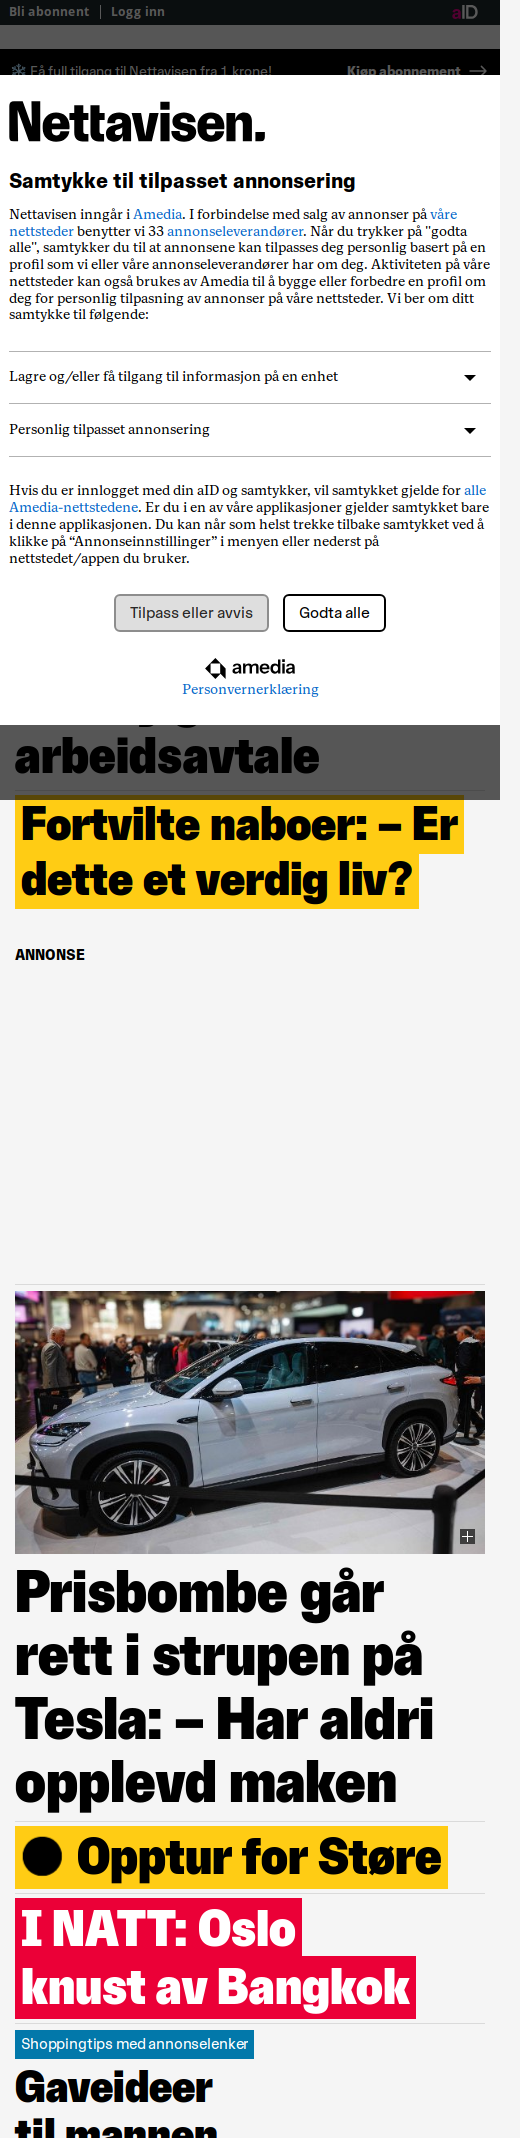 Bli abonnent | Logg inn
aID
Få full tilgang til Nettavisen fra 1 krone!
Kjøp abonnement
Nettavisen.
Samtykke til tilpasset annonsering
Nettavisen inngår i Amedia. I forbindelse med salg av annonser på våre
nettsteder benytter vi 33 annonseleverandører. Når du trykker på "godta
alle", samtykker du til at annonsene kan tilpasses deg personlig basert på en
profil som vi eller våre annonseleverandører har om deg. Aktiviteten på våre
nettsteder kan også brukes av Amedia til å bygge eller forbedre en profil om
deg for personlig tilpasning av annonser på våre nettsteder. Vi ber om ditt
samtykke til følgende:
Lagre og/eller få tilgang til informasjon på en enhet
Personlig tilpasset annonsering
Hvis du er innlogget med din aID og samtykker, vil samtykket gjelde for alle
Amedia-nettstedene. Er du i en av våre applikasjoner gjelder samtykket bare
i denne applikasjonen. Du kan når som helst trekke tilbake samtykket ved å
klikke på “Annonseinnstillinger” i menyen eller nederst på
nettstedet/appen du bruker.
Tilpass eller avvis
Godta alle
amedia
Personvernerklæring
arbeidsavtale
Fortvilte naboer: – Er
dette et verdig liv?
ANNONSE
Prisbombe går
rett i strupen på
Tesla: – Har aldri
opplevd maken
Opptur for Støre
I NATT: Oslo
knust av Bangkok
Shoppingtips med annonselenker
Gaveideer
til mannen